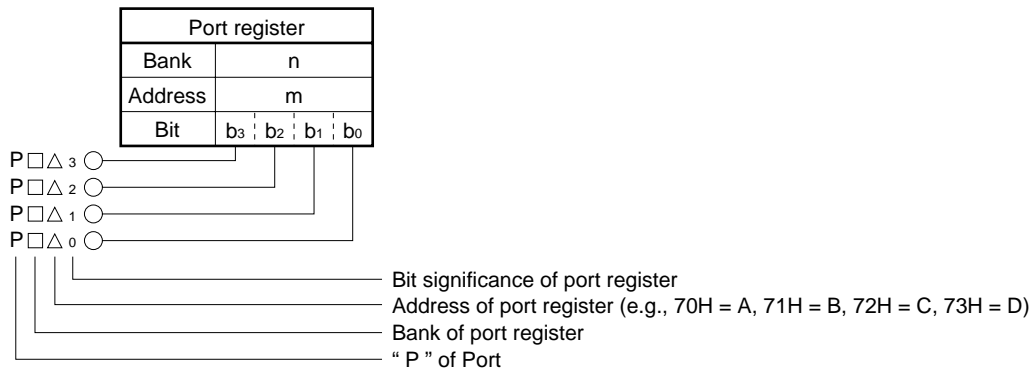 Port register
Bank n
Address m
Bit b3 b2 b1 b0
P□△3
P□△2
P□△1
P□△0
Bit significance of port register
Address of port register (e.g., 70H = A, 71H = B, 72H = C, 73H = D)
Bank of port register
“ P ” of Port